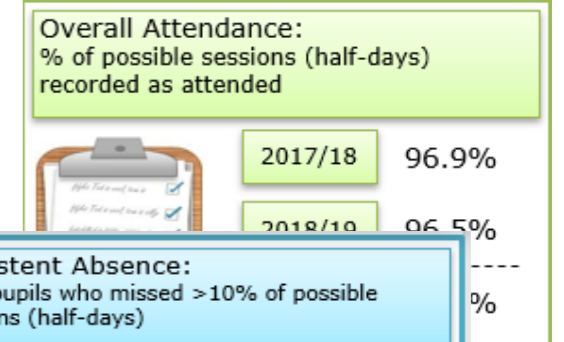 Overall Attendance:
% of possible sessions (half-days)
recorded as attended
2017/18 96.9%
2018/19 96.5%
----
%
stent Absence:
pupils who missed >10% of possible
ns (half-days)